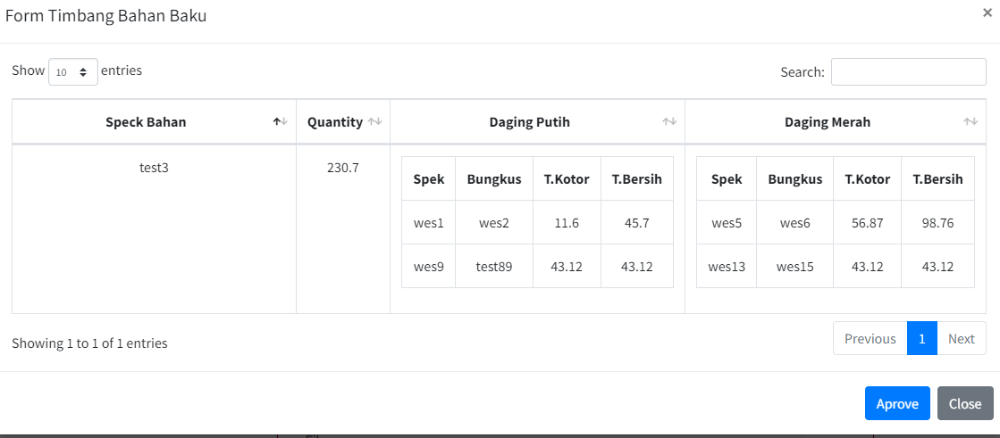 Form Timbang Bahan Baku ×
Show 10 entries Search:
Speck Bahan Quantity Daging Putih Daging Merah
test3 230.7
Spek Bungkus T.Kotor T.Bersih Spek Bungkus T.Kotor T.Bersih
wes1 wes2 11.6 45.7 wes5 wes6 56.87 98.76
wes9 test89 43.12 43.12 wes13 wes15 43.12 43.12
Showing 1 to 1 of 1 entries Previous 1 Next
Aprove Close